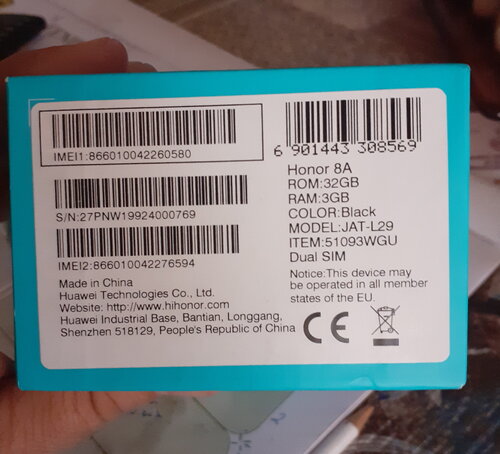 IMEI1:866010042260580
S/N:27PNW19924000769
IMEI2:866010042276594
Made in China
Huawei Technologies Co., Ltd.
Website: http://www.hihonor.com
Huawei Industrial Base, Bantian, Longgang,
Shenzhen 518129, People's Republic of China
6 901443 308569
Honor 8A
ROM:32GB
RAM:3GB
COLOR:Black
MODEL:JAT-L29
ITEM:51093WGU
Dual SIM
Notice:This device may
be operated in all member
states of the EU.
CE